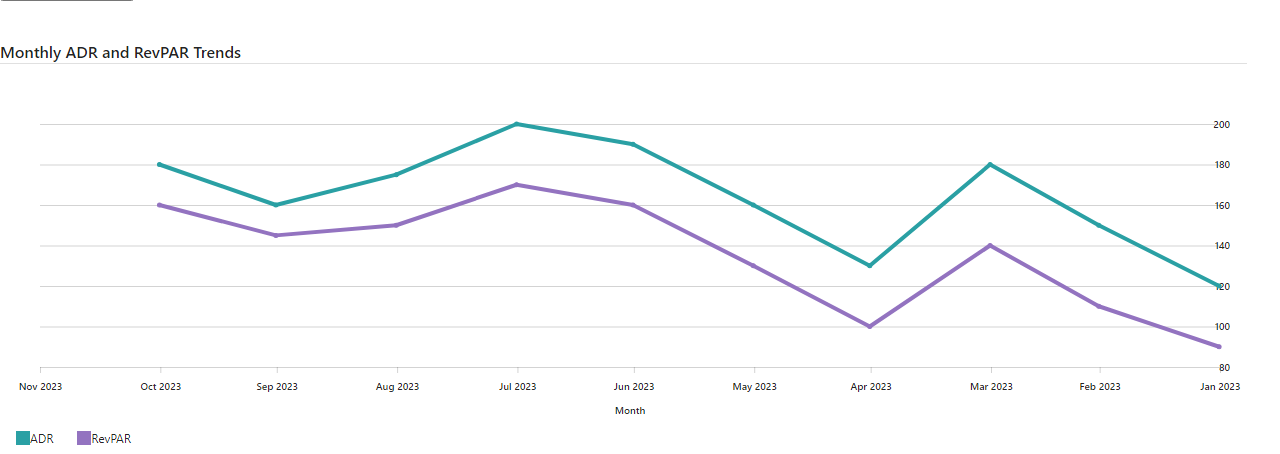 Monthly ADR and RevPAR Trends
200
180
160
140
120
100
80
Nov 2023 Oct 2023 Sep 2023 Aug 2023 Jul 2023 Jun 2023 May 2023 Apr 2023 Mar 2023 Feb 2023 Jan 2023
Month
ADR RevPAR